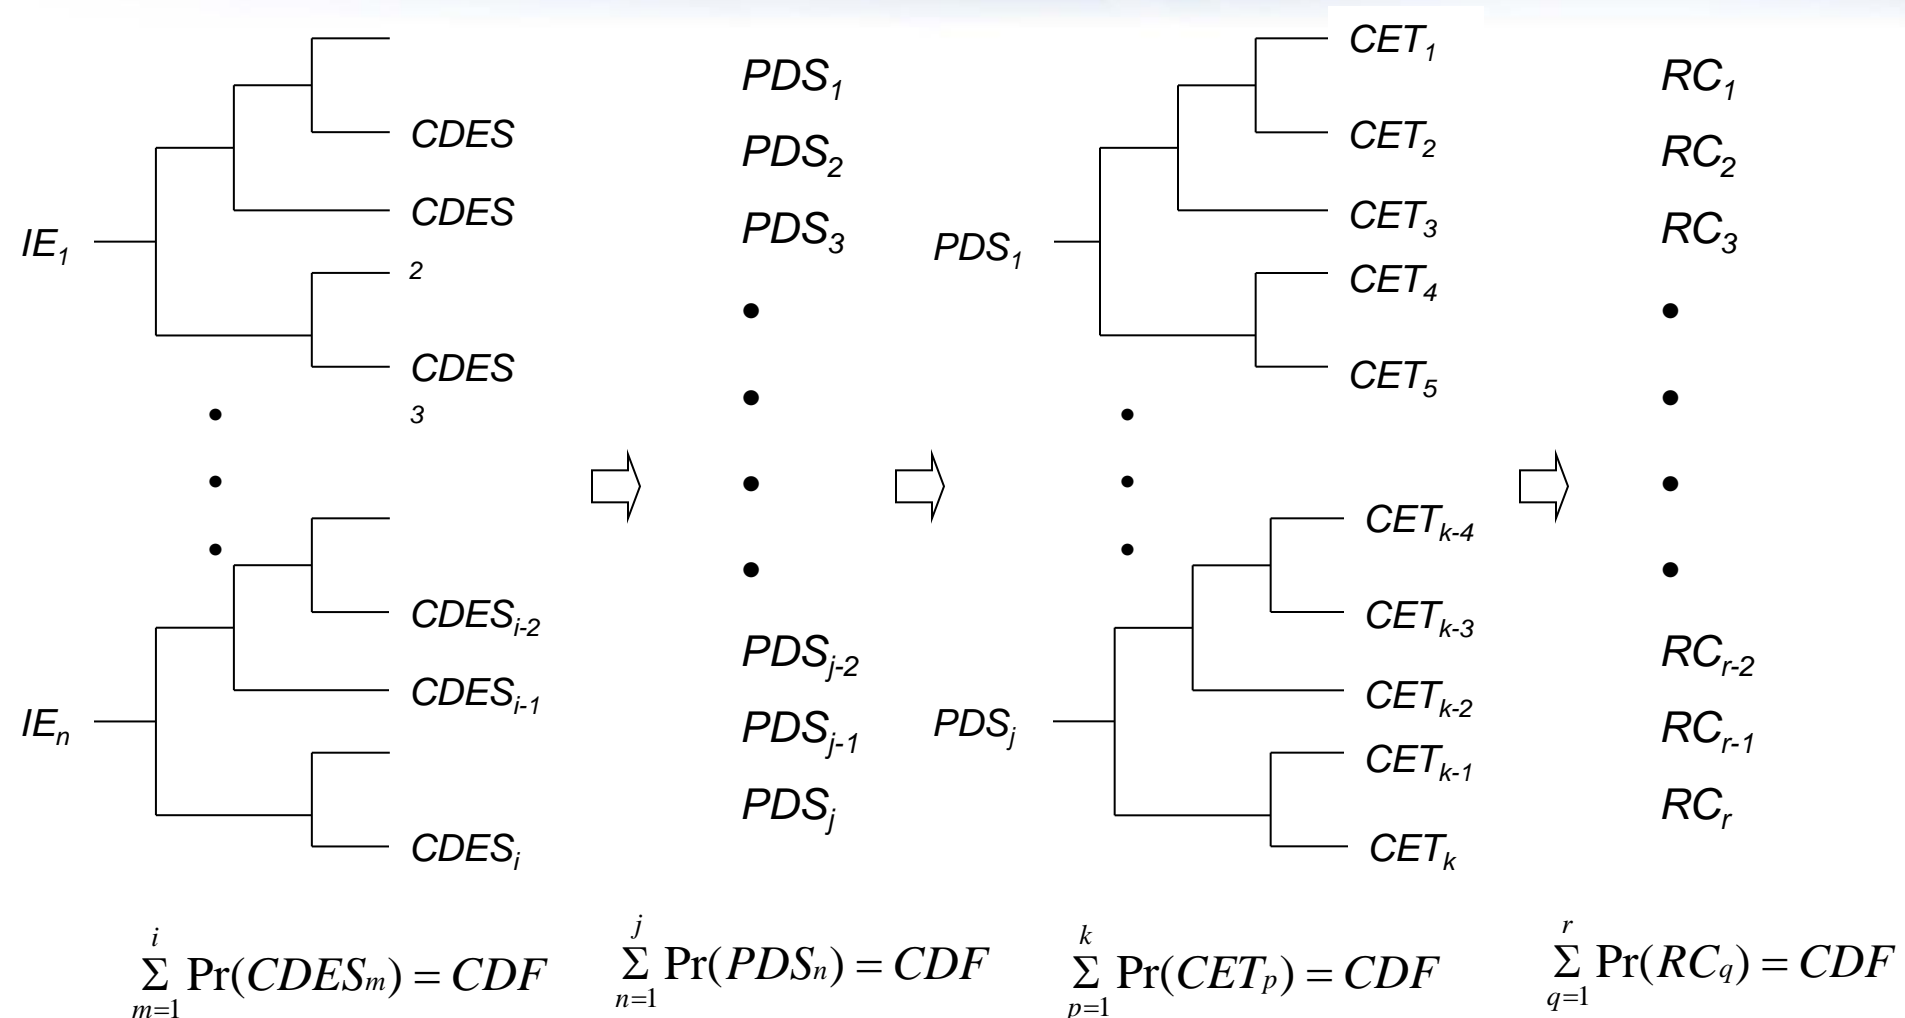 IE₁
CDES
CDES
2
CDES
3
IEₙ
CDESᵢ₋₂
CDESᵢ₋₁
CDESᵢ
PDS₁
PDS₂
PDS₃
•
•
•
•
PDSⱼ₋₂
PDSⱼ₋₁
PDSⱼ
PDS₁
CET₁
CET₂
CET₃
CET₄
CET₅
•
•
•
PDSⱼ
CETₖ₋₄
CETₖ₋₃
CETₖ₋₂
CETₖ₋₁
CETₖ
RC₁
RC₂
RC₃
•
•
•
•
RCᵣ₋₂
RCᵣ₋₁
RCᵣ
i
Σ Pr(CDESₘ) = CDF
m=1
j
Σ Pr(PDSₙ) = CDF
n=1
k
Σ Pr(CETₚ) = CDF
p=1
r
Σ Pr(RC_q) = CDF
q=1